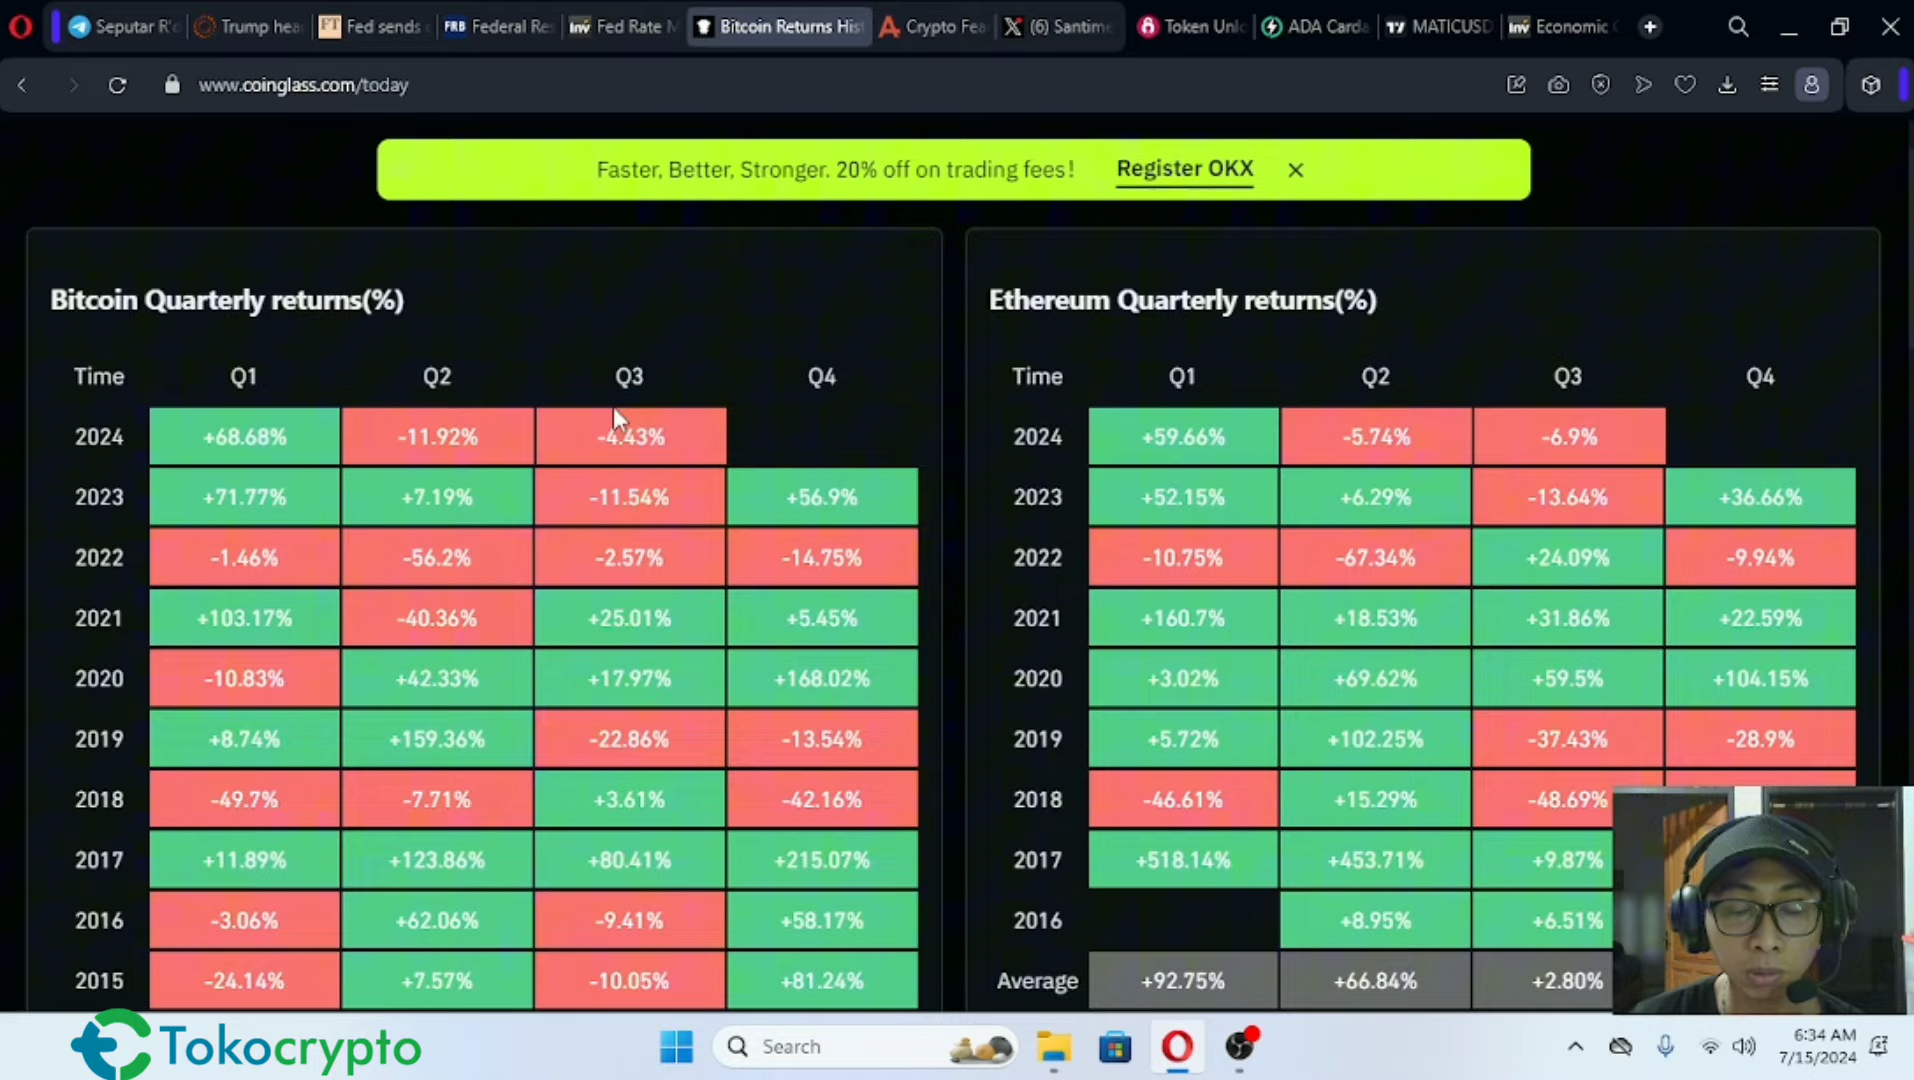 Seputar R'd
Trump hea
Fed sends
Federal Res
Fed Rate M
Bitcoin Returns His
Crypto Fea
(6) Santime
Token Unlo
ADA Carda
MATICUSD
Economic
www.coinglass.com/today
Faster, Better, Stronger. 20% off on trading fees! Register OKX
Bitcoin Quarterly returns(%)
Time Q1 Q2 Q3 Q4
2024 +68.68% -11.92% -4.43%
2023 +71.77% +7.19% -11.54% +56.9%
2022 -1.46% -56.2% -2.57% -14.75%
2021 +103.17% -40.36% +25.01% +5.45%
2020 -10.83% +42.33% +17.97% +168.02%
2019 +8.74% +159.36% -22.86% -13.54%
2018 -49.7% -7.71% +3.61% -42.16%
2017 +11.89% +123.86% +80.41% +215.07%
2016 -3.06% +62.06% -9.41% +58.17%
2015 -24.14% +7.57% -10.05% +81.24%
Ethereum Quarterly returns(%)
Time Q1 Q2 Q3 Q4
2024 +59.66% -5.74% -6.9%
2023 +52.15% +6.29% -13.64% +36.66%
2022 -10.75% -67.34% +24.09% -9.94%
2021 +160.7% +18.53% +31.86% +22.59%
2020 +3.02% +69.62% +59.5% +104.15%
2019 +5.72% +102.25% -37.43% -28.9%
2018 -46.61% +15.29% -48.69%
2017 +518.14% +453.71% +9.87%
2016 +8.95% +6.51%
Average +92.75% +66.84% +2.80%
Tokocrypto
Search
6:34 AM
7/15/2024